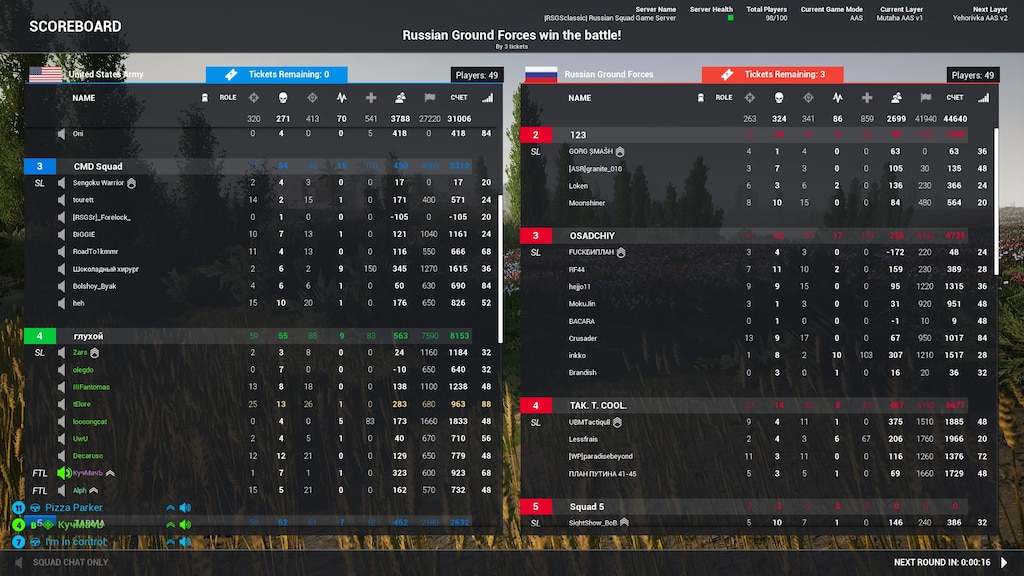 SCOREBOARD
Server Name Server Health Total Players Current Game Mode Current Layer Next Layer
|RSGSclassic| Russian Squad Game Server 98/100 AAS Mutaha AAS v1 Yehorivka AAS v2
Russian Ground Forces win the battle!
By 3 tickets
United States Army Tickets Remaining: 0 Players: 49
NAME ROLE СЧЕТ
320 271 413 70 541 3788 27220 31006
Oni 0 4 0 0 5 418 0 418 84
3 CMD Squad
SL Sengoku Warrior 2 4 3 0 0 17 0 17 20
tourett 14 2 15 1 0 171 400 571 24
[RSGSr]_Forelock_ 0 1 0 0 0 -105 0 -105 20
BIGGIE 10 7 13 1 0 121 1040 1161 24
RoadTo1kmmr 11 4 13 0 0 116 550 666 68
Шоколадный хирург 2 6 2 9 150 345 1270 1615 36
Bolshoy_Byak 4 6 6 1 0 60 630 690 84
heh 15 10 20 1 0 176 650 826 52
4 глухой 59 55 88 9 83 563 7590 8153
SL Zars 2 3 8 0 0 24 1160 1184 32
olegdo 0 7 0 0 0 -10 650 640 32
IIIFantomas 13 8 18 0 0 138 1100 1238 48
tElore 25 13 26 1 0 283 680 963 88
loooongcat 0 4 0 5 83 173 1660 1833 48
UwU 2 4 5 1 0 40 670 710 56
Decaruso 12 12 21 0 0 129 650 779 48
FTL КучМачЪ 1 7 1 1 0 323 600 923 68
FTL Alph 15 5 21 0 0 162 570 732 48
11 Pizza Parker
4 КучМачЪ
7 I'm in control
SQUAD CHAT ONLY
Russian Ground Forces Tickets Remaining: 3 Players: 49
NAME ROLE СЧЕТ
263 324 341 86 859 2699 41940 44640
2 123
SL GORG SMASH 4 1 4 0 0 63 0 63 36
[ASR]granite_010 3 7 3 0 0 105 30 135 48
Loken 6 3 6 2 0 136 230 366 24
Moonshiner 8 10 15 0 0 84 480 564 20
3 OSADCHIY
SL FUCKБИПЛАН 3 4 3 0 0 -172 220 48 24
RF44 7 11 10 2 0 159 230 389 28
hejjo11 9 9 15 0 0 95 1220 1315 36
MokuJin 3 1 3 1 0 31 920 951 48
BACARA 0 1 0 0 0 -1 10 9 48
Crusader 13 9 17 0 0 67 950 1017 84
inkko 1 8 2 10 103 307 1210 1517 28
Brandish 0 3 0 1 0 16 20 36 32
4 TAK. T. COOL.
SL UBMTactiqull 9 4 11 1 0 375 1510 1885 48
Lessfrais 2 4 3 6 67 206 1760 1966 20
[WP]paradisebeyond 11 3 11 0 0 116 1260 1376 72
ПЛАН ПУТИНА 41-45 5 3 5 1 0 69 1660 1729 48
5 Squad 5
SL SightShow_BoB 5 10 7 1 0 146 240 386 32
NEXT ROUND IN: 0:00:16